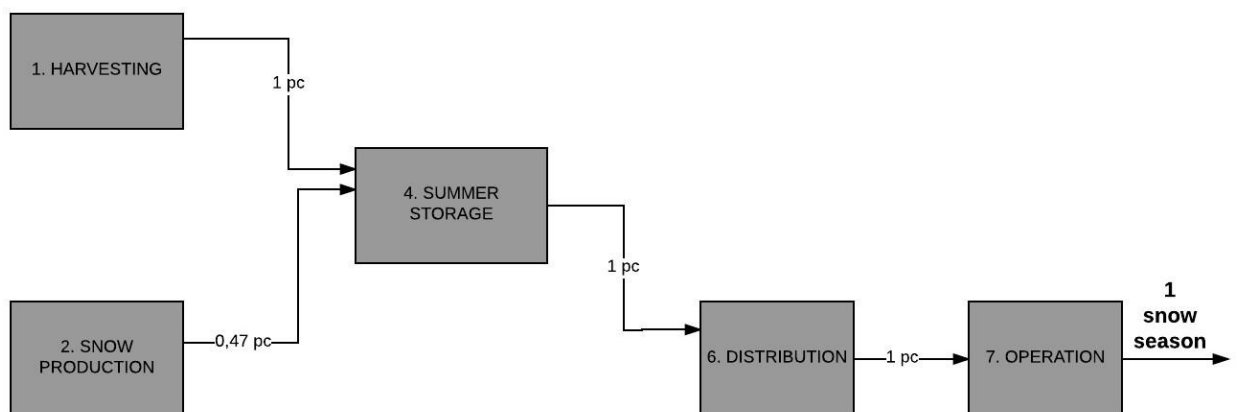 1. HARVESTING
1 pc
4. SUMMER
STORAGE
1 pc
2. SNOW
PRODUCTION
0,47 pc
6. DISTRIBUTION
1 pc
7. OPERATION
1
snow
season